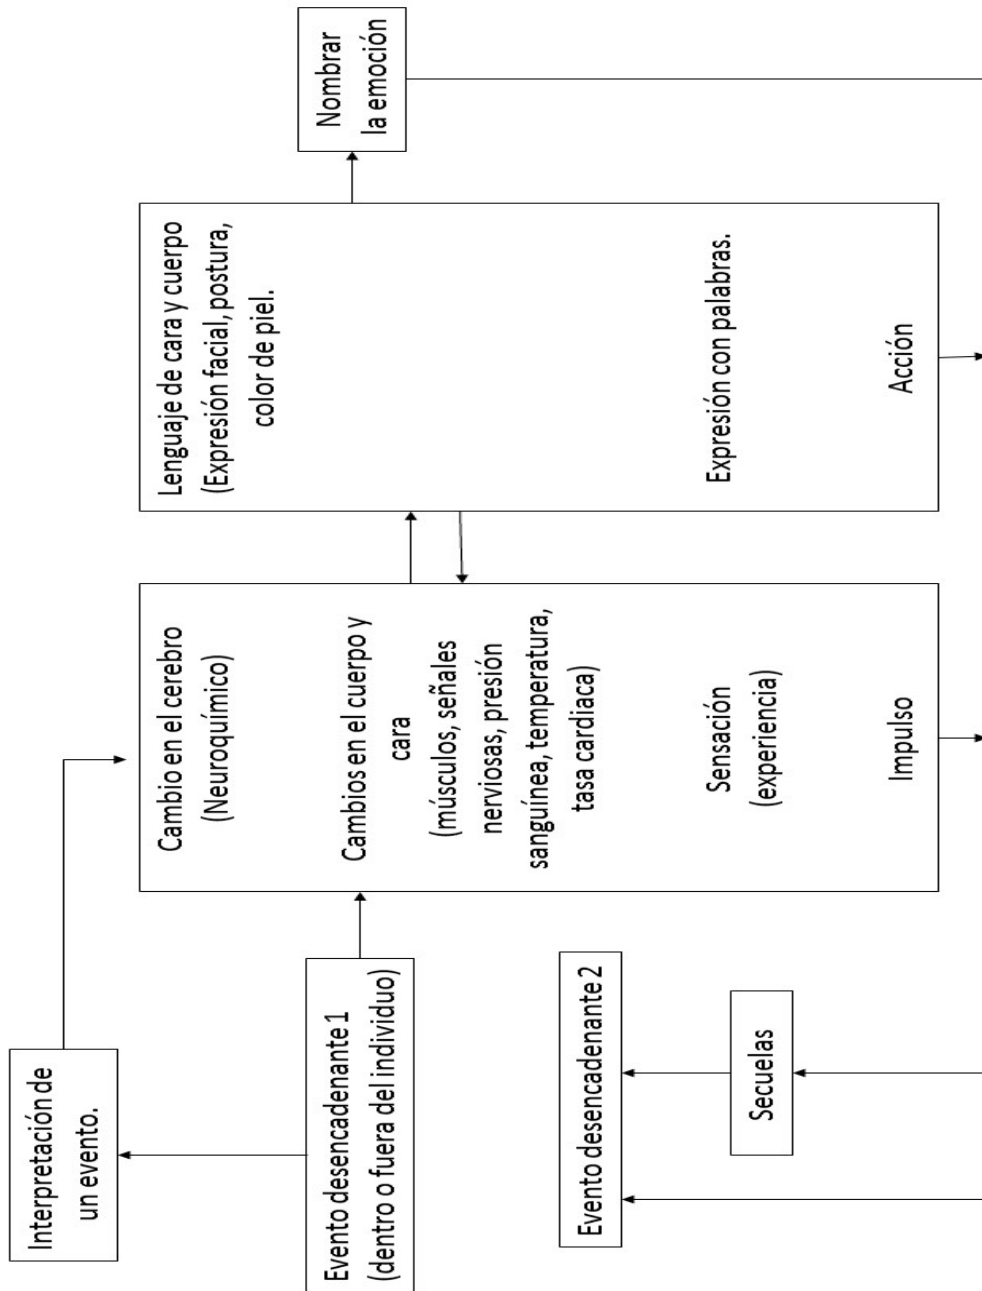 Interpretación de
un evento.
Evento desencadenante 1
(dentro o fuera del individuo)
Evento desencadenante 2
Secuelas
Cambio en el cerebro
(Neuroquímico)
Cambios en el cuerpo y
cara
(músculos, señales
nerviosas, presión
sanguínea, temperatura,
tasa cardiaca)
Sensación
(experiencia)
Impulso
Lenguaje de cara y cuerpo
(Expresión facial, postura,
color de piel.
Expresión con palabras.
Acción
Nombrar
la emoción